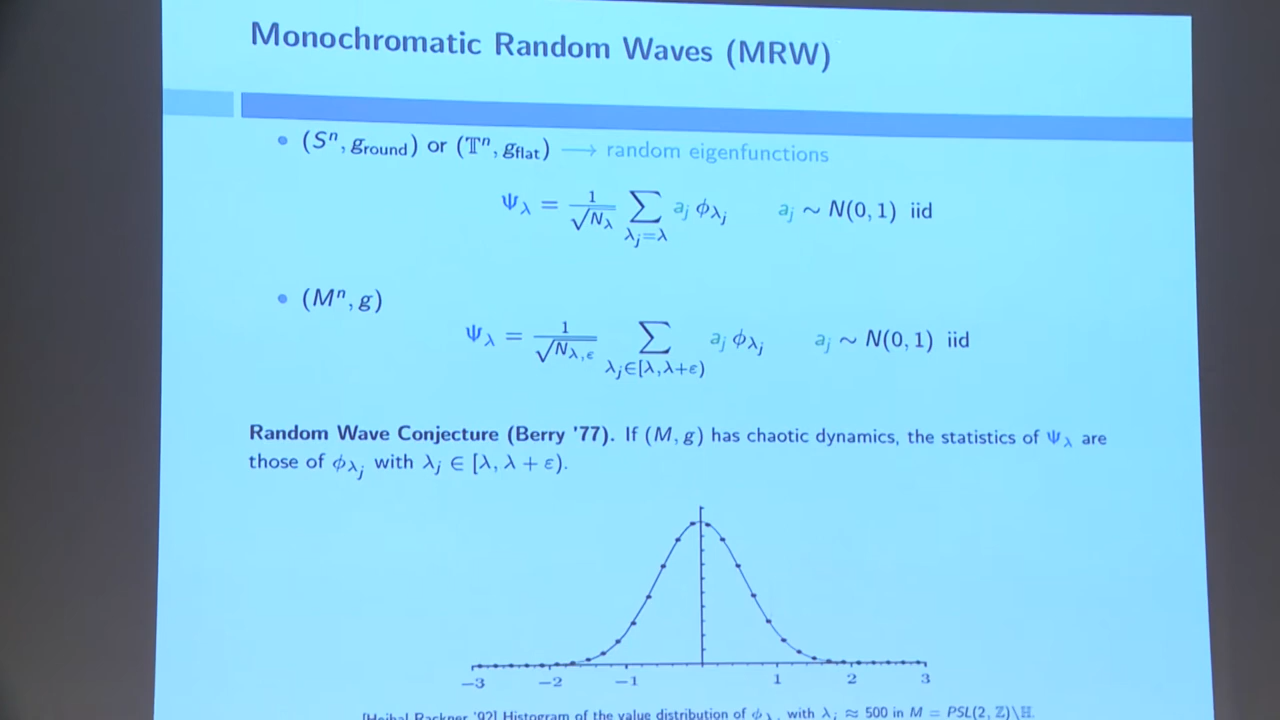 Monochromatic Random Waves (MRW)
• (Sⁿ, g_round) or (𝕋ⁿ, g_flat) ⟶ random eigenfunctions
Ψ_λ = 1/√N_λ ∑_{λ_j=λ} a_j ϕ_{λ_j} a_j ~ N(0, 1) iid
• (Mⁿ, g)
Ψ_λ = 1/√N_{λ,ε} ∑_{λ_j∈[λ,λ+ε)} a_j ϕ_{λ_j} a_j ~ N(0, 1) iid
Random Wave Conjecture (Berry '77). If (M, g) has chaotic dynamics, the statistics of Ψ_λ are
those of ϕ_{λ_j} with λ_j ∈ [λ, λ + ε).
−3 −2 −1 1 2 3
[Hejhal Rackner '92] Histogram of the value distribution of ϕ_λ, with λ_j ≈ 500 in M = PSL(2, ℤ)\ℍ.